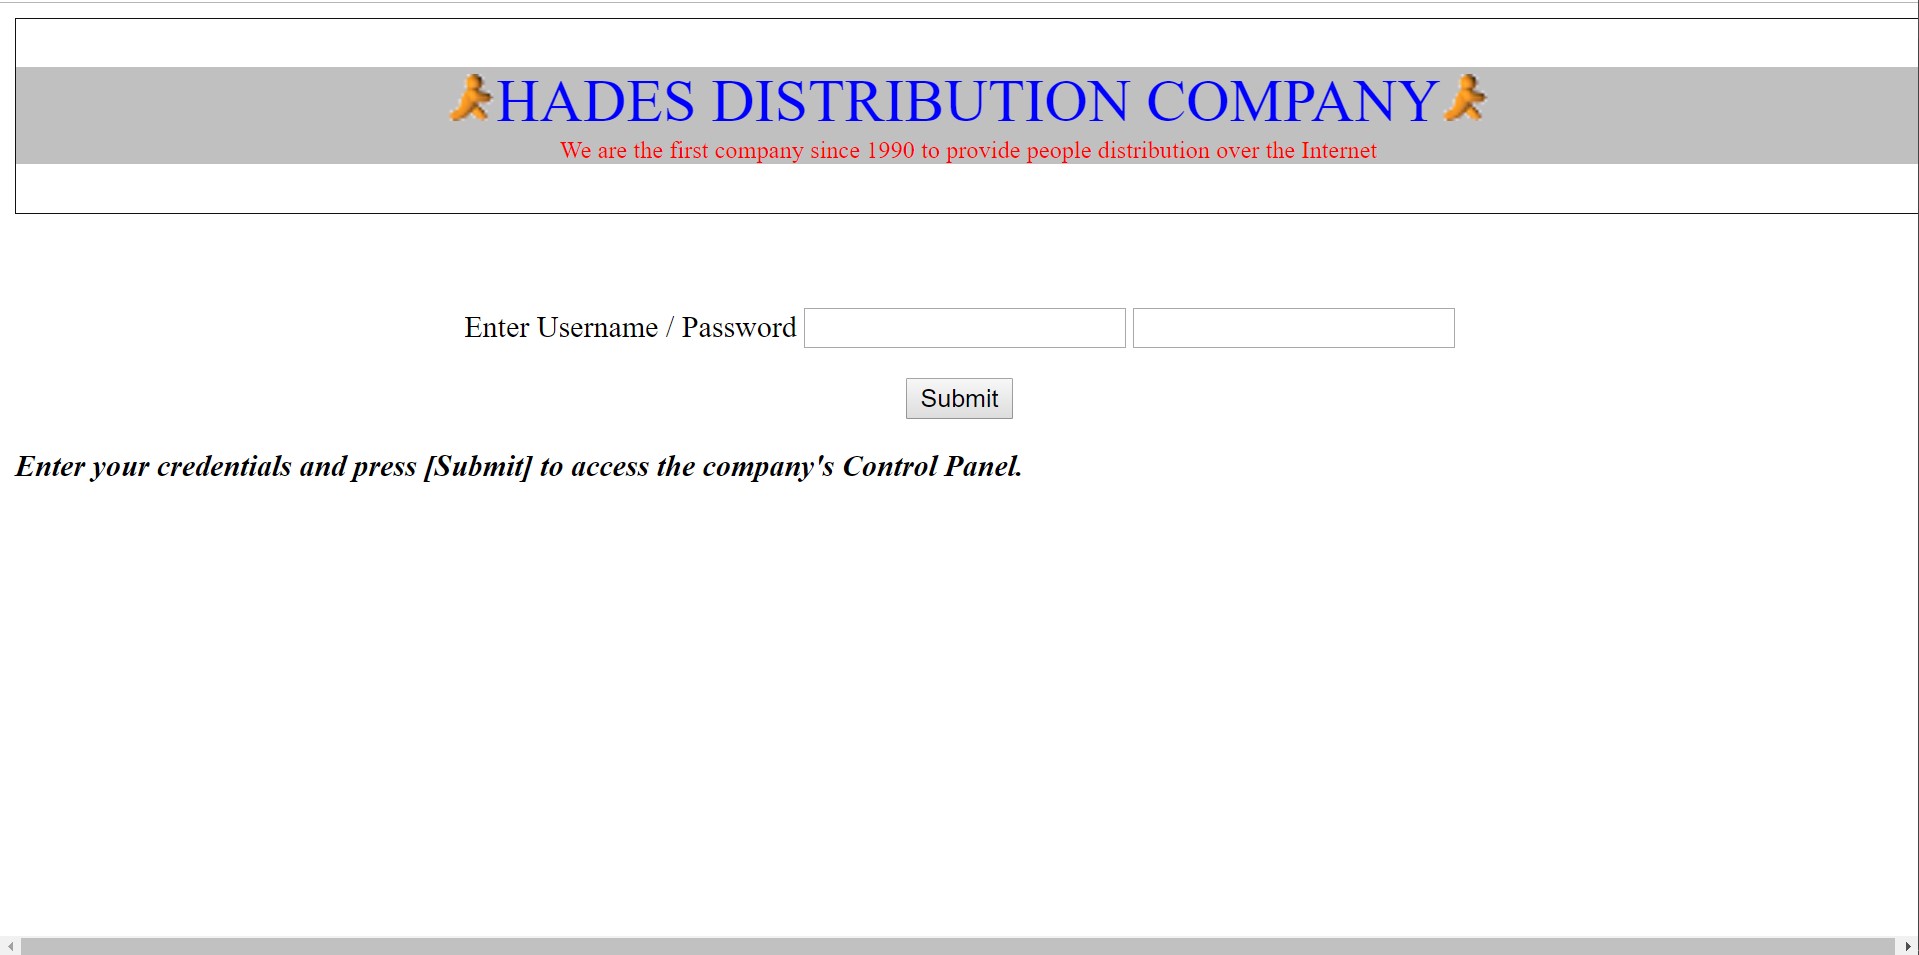 HADES DISTRIBUTION COMPANY
We are the first company since 1990 to provide people distribution over the Internet
Enter Username / Password
Submit
Enter your credentials and press [Submit] to access the company's Control Panel.